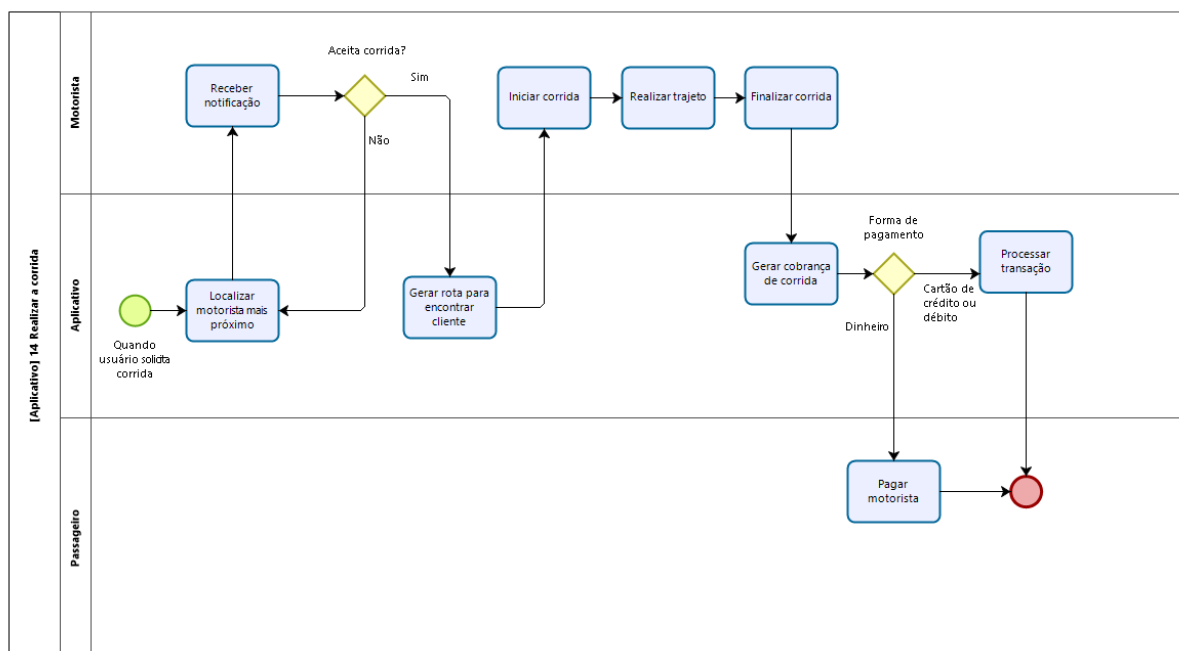 [Aplicativo] 14 Realizar a corrida
Motorista
Receber
notificação
Aceita corrida?
Sim
Não
Iniciar corrida
Realizar trajeto
Finalizar corrida
Aplicativo
Quando
usuário solicita
corrida
Localizar
motorista mais
próximo
Gerar rota para
encontrar
cliente
Gerar cobrança
de corrida
Forma de
pagamento
Dinheiro
Cartão de
crédito ou
débito
Processar
transação
Passageiro
Pagar
motorista